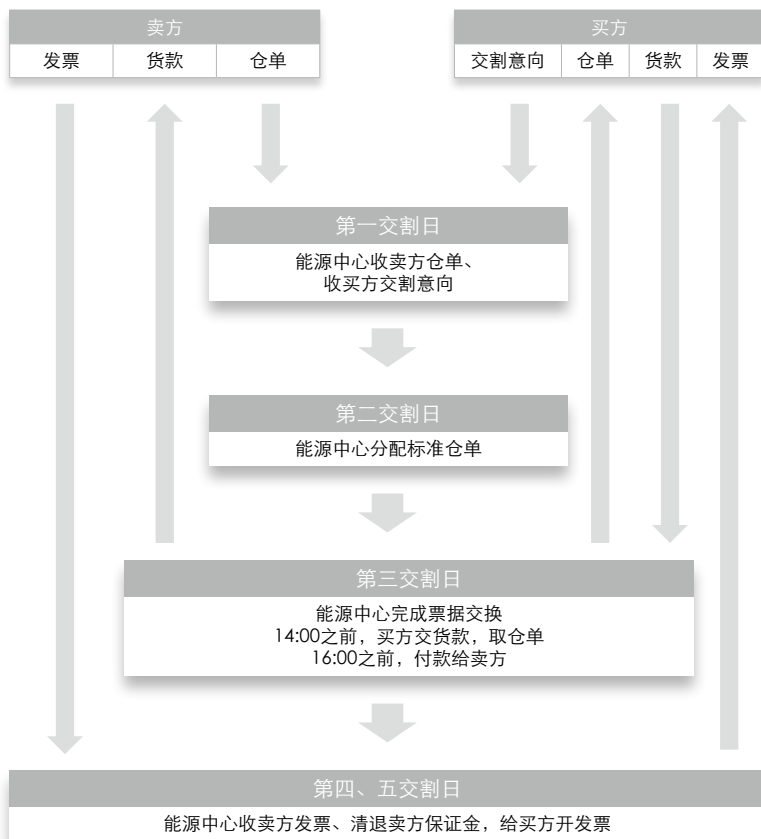 卖方
发票 货款 仓单
买方
交割意向 仓单 货款 发票
第一交割日
能源中心收卖方仓单、
收买方交割意向
第二交割日
能源中心分配标准仓单
第三交割日
能源中心完成票据交换
14:00之前，买方交货款，取仓单
16:00之前，付款给卖方
第四、五交割日
能源中心收卖方发票、清退卖方保证金，给买方开发票